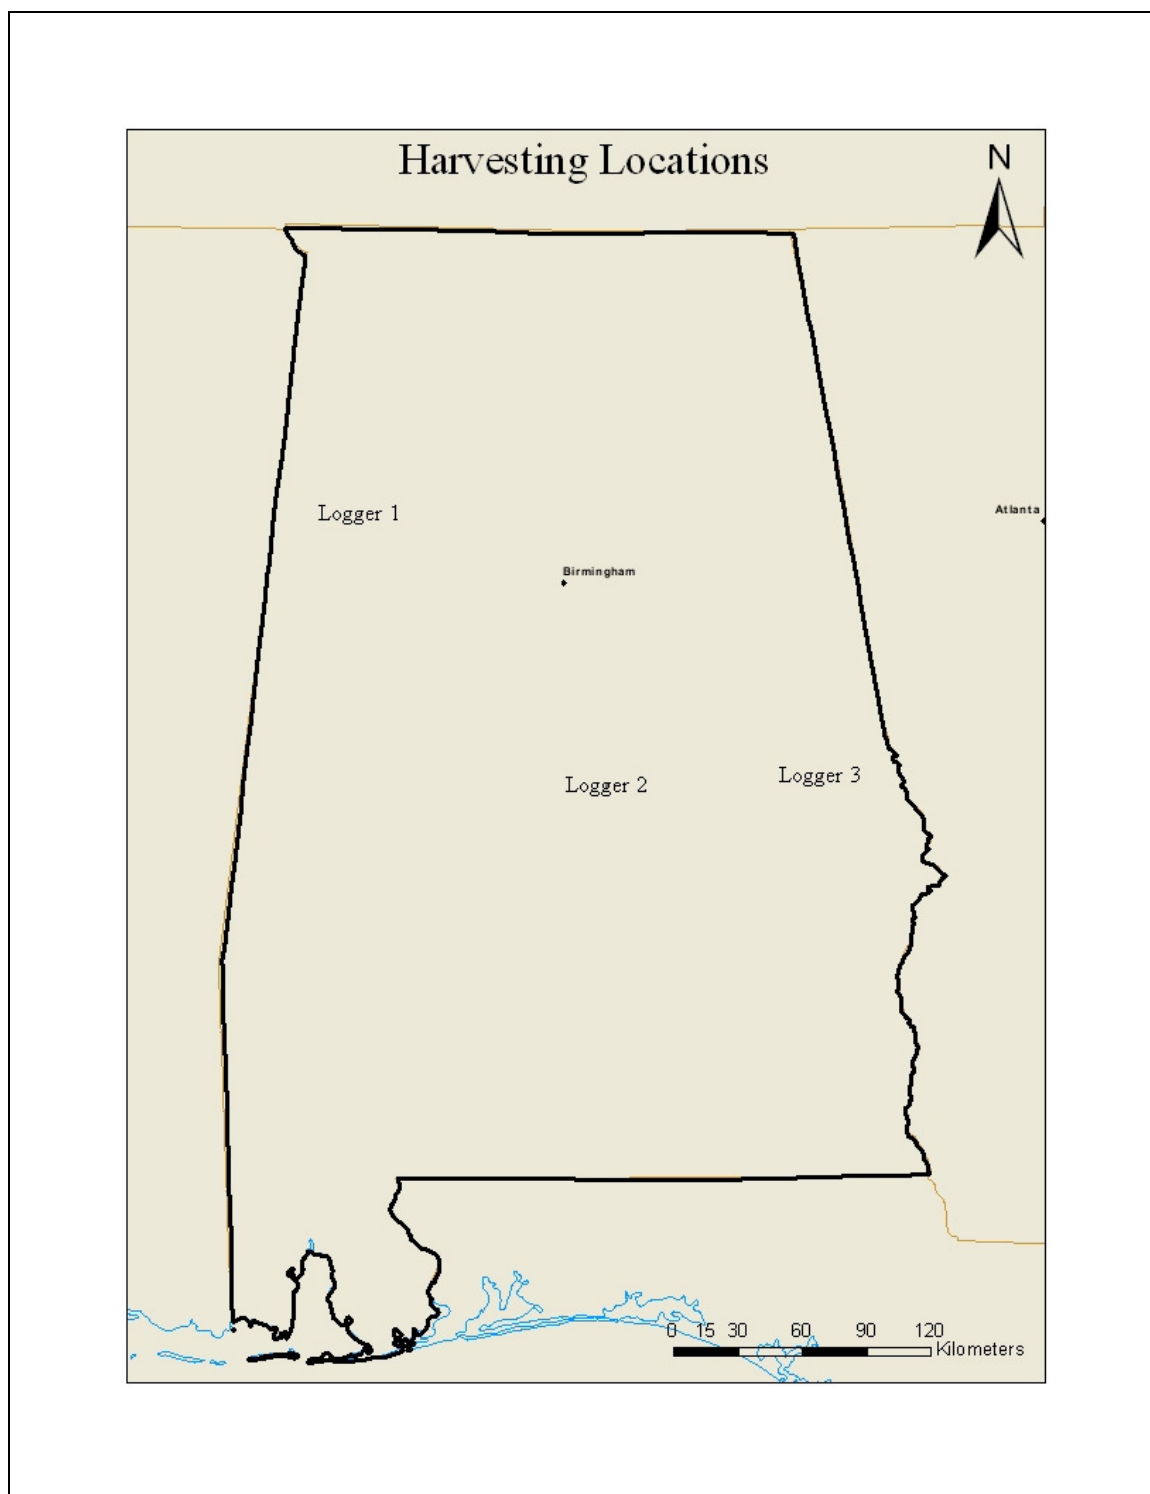 Harvesting Locations
N
Logger 1
Atlanta
Birmingham
Logger 2
Logger 3
0 15 30 60 90 120
Kilometers